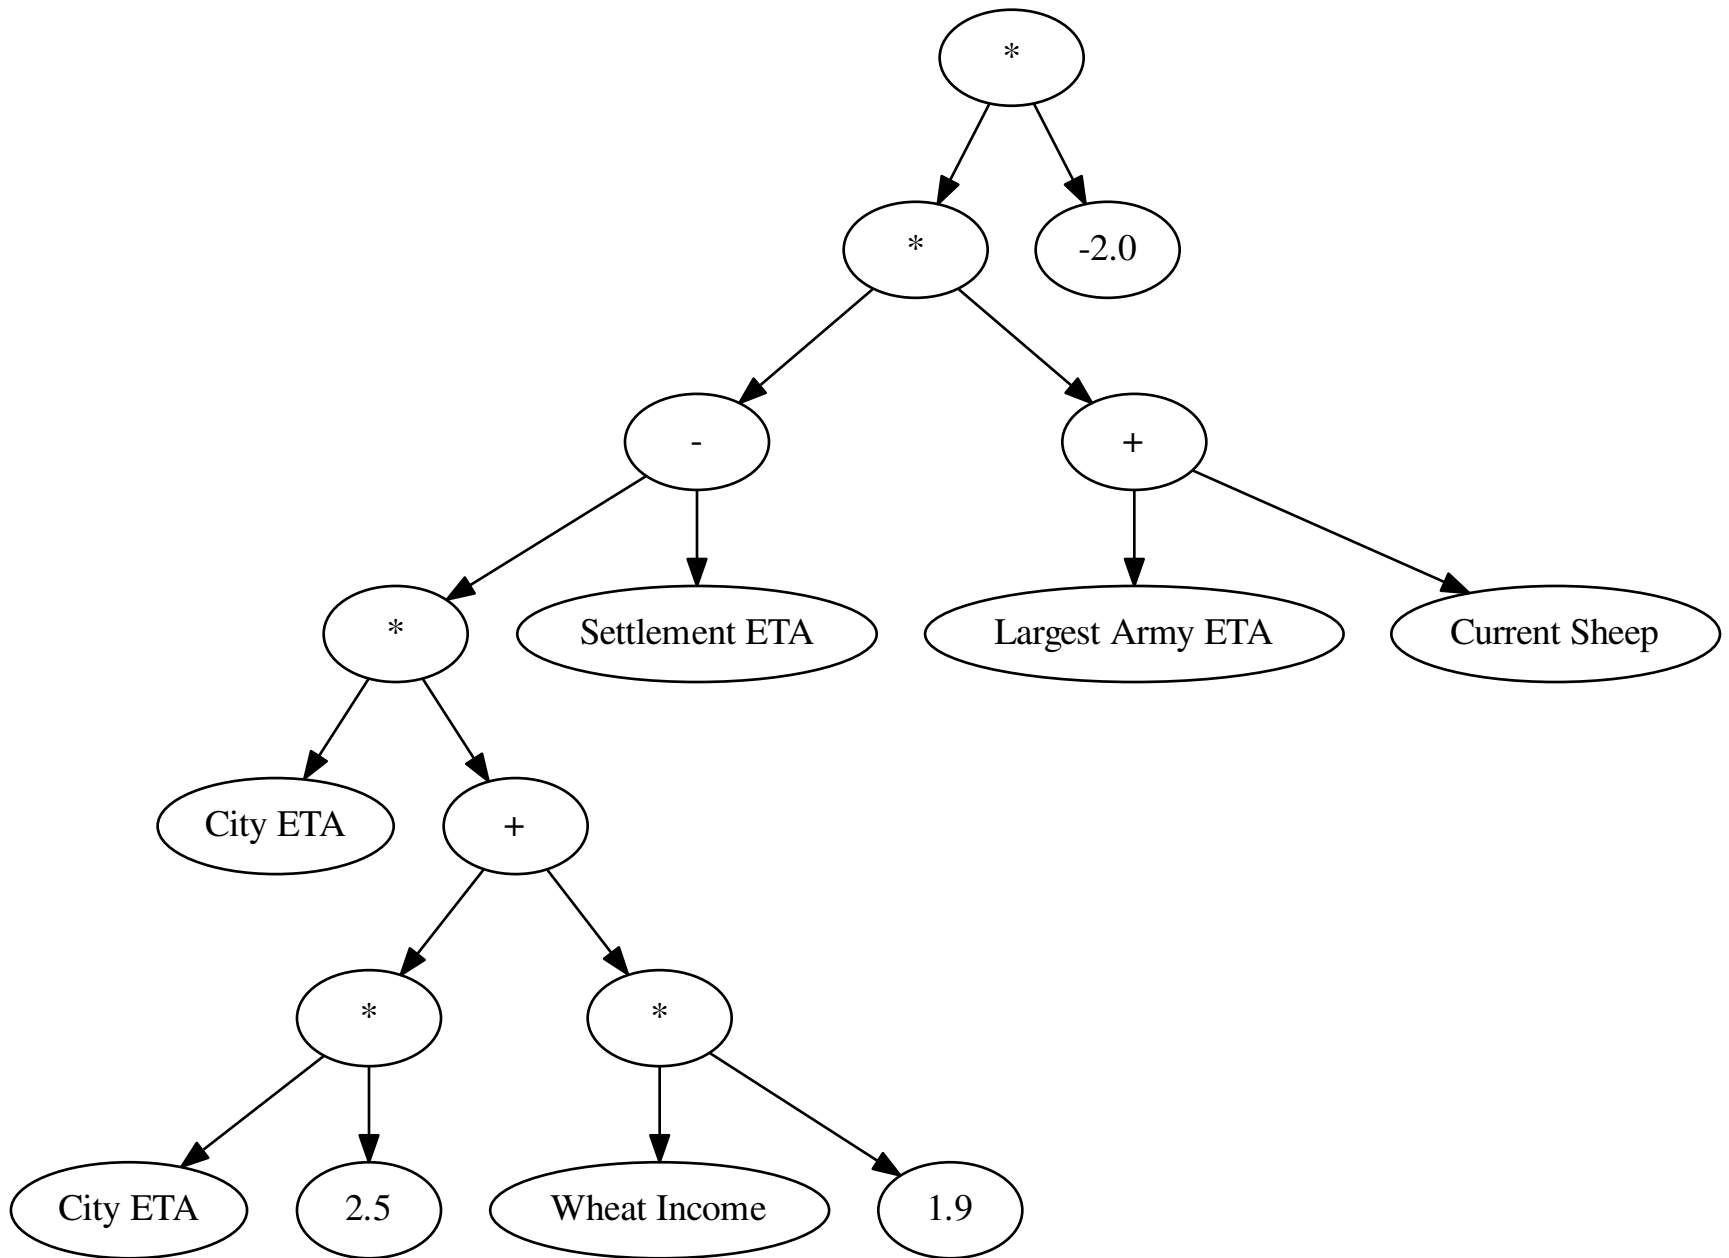 *
*
-2.0
-
+
*
Settlement ETA
Largest Army ETA
Current Sheep
City ETA
+
*
*
City ETA
2.5
Wheat Income
1.9